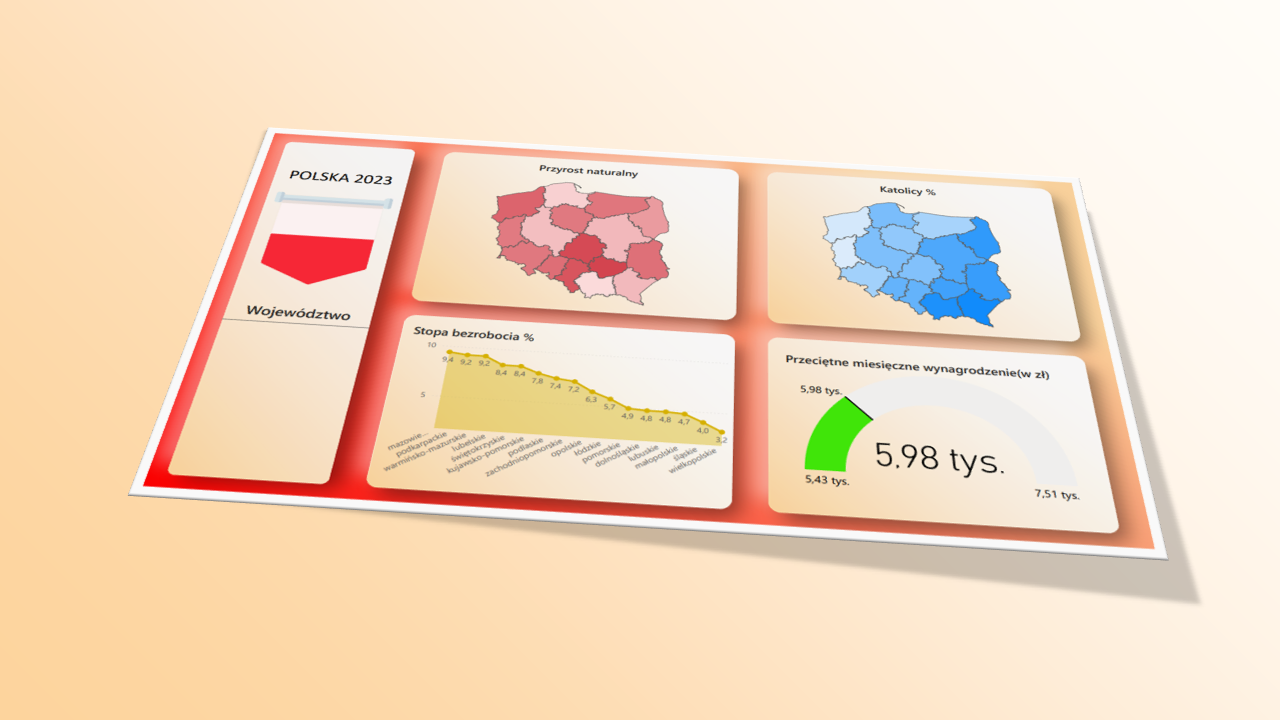 POLSKA 2023
Województwo
Przyrost naturalny
Katolicy %
Stopa bezrobocia %
10
5
9,4 9,2 9,2 8,4 8,4 7,8 7,4 7,2 6,3 5,7 4,9 4,8 4,8 4,7 4,0 3,2
mazowie...
podkarpackie
warmińsko-mazurskie
lubelskie
świętokrzyskie
kujawsko-pomorskie
podlaskie
zachodniopomorskie
opolskie
łódzkie
pomorskie
dolnośląskie
lubuskie
małopolskie
śląskie
wielkopolskie
Przeciętne miesięczne wynagrodzenie(w zł)
5,98 tys.
5,98 tys.
5,43 tys.
7,51 tys.